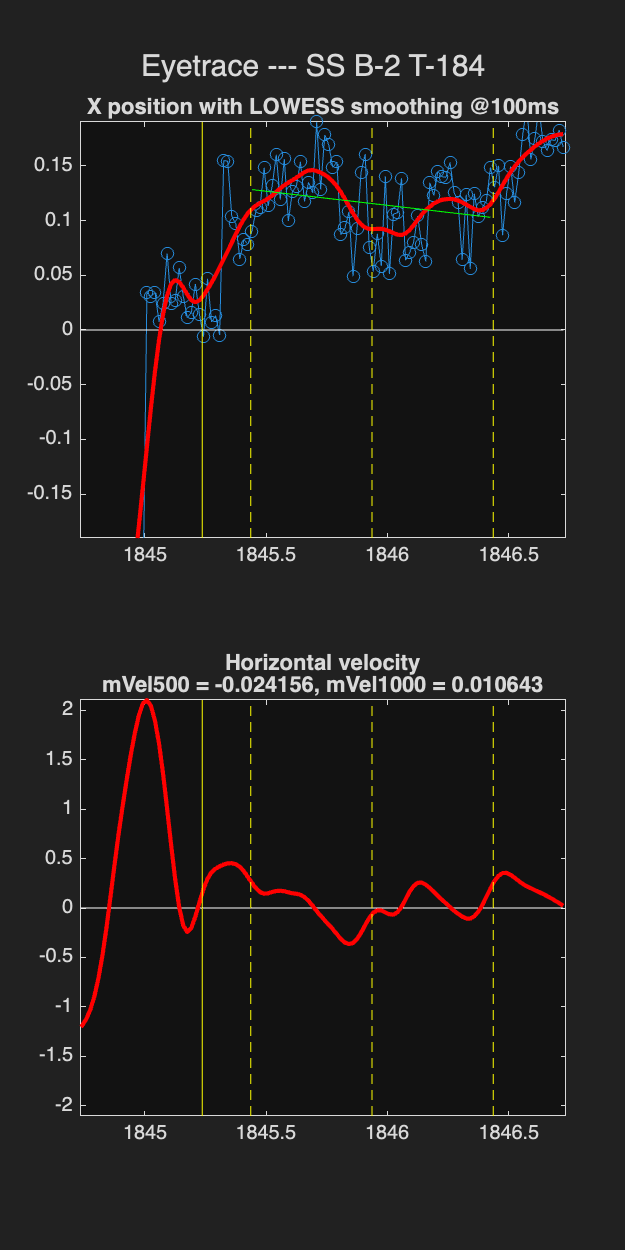 Eyetrace --- SS B-2 T-184
X position with LOWESS smoothing @100ms
0.15
0.1
0.05
0
-0.05
-0.1
-0.15
1845 1845.5 1846 1846.5
Horizontal velocity
mVel500 = -0.024156, mVel1000 = 0.010643
2
1.5
1
0.5
0
-0.5
-1
-1.5
-2
1845 1845.5 1846 1846.5